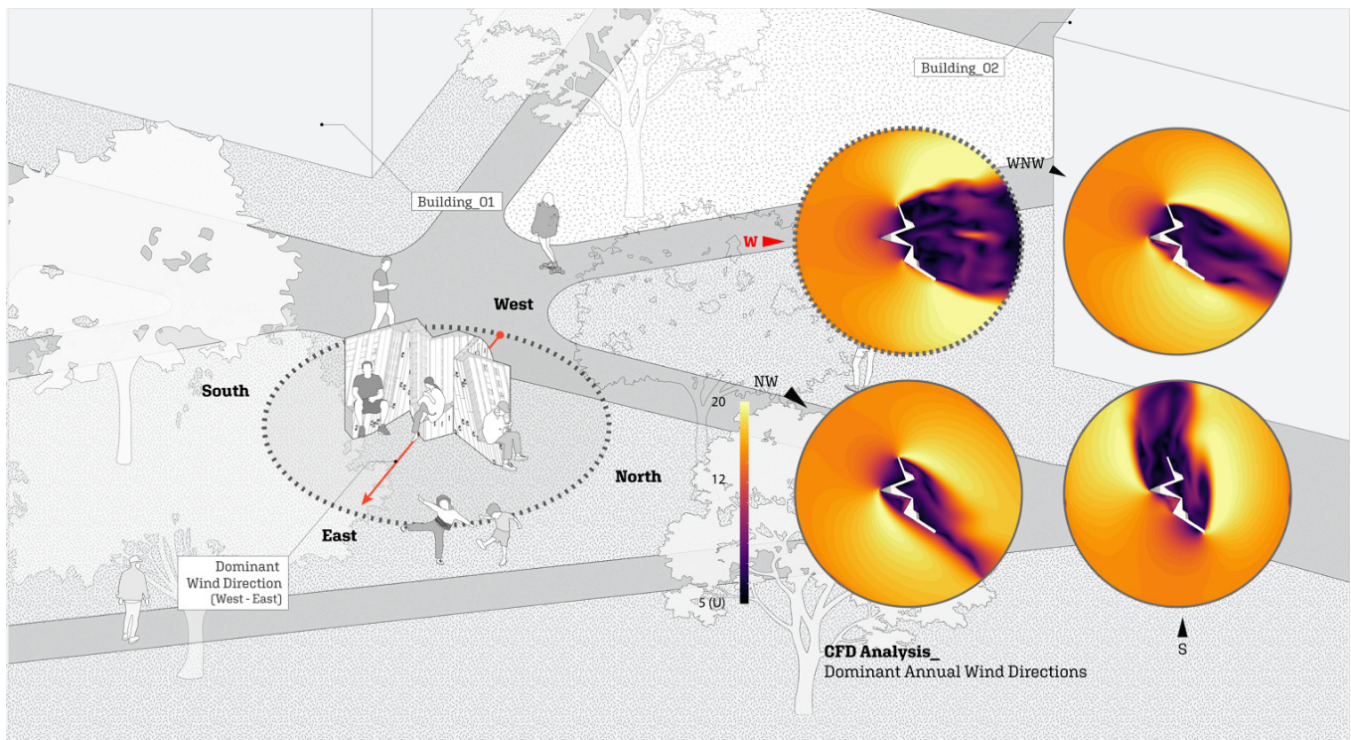 Building_02
Building_01
WNW
W
West
South
NW
20
12
North
East
Dominant
Wind Direction
(West - East)
5 (U)
CFD Analysis_
Dominant Annual Wind Directions
S